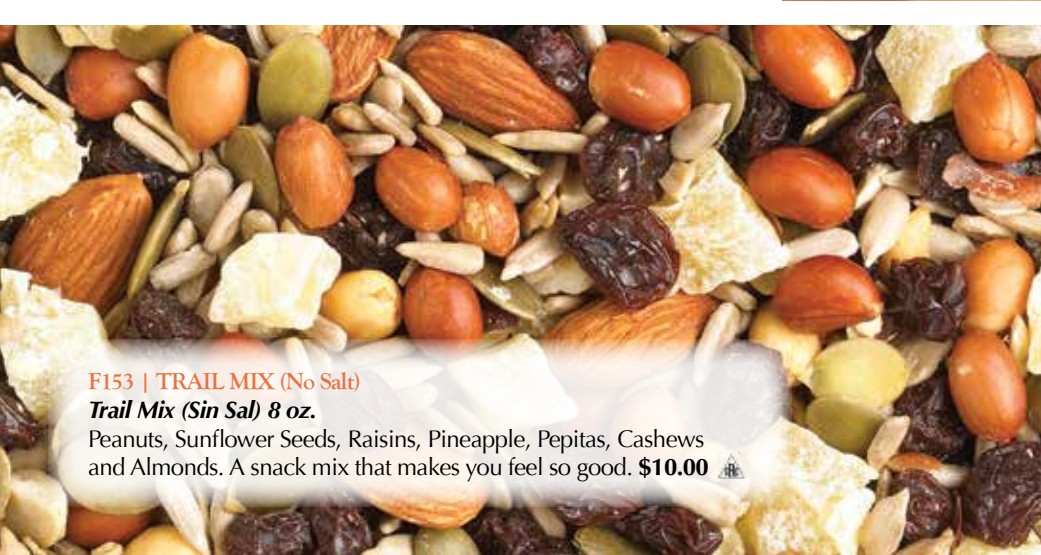 F153 | TRAIL MIX (No Salt)
Trail Mix (Sin Sal) 8 oz.
Peanuts, Sunflower Seeds, Raisins, Pineapple, Pepitas, Cashews
and Almonds. A snack mix that makes you feel so good. $10.00